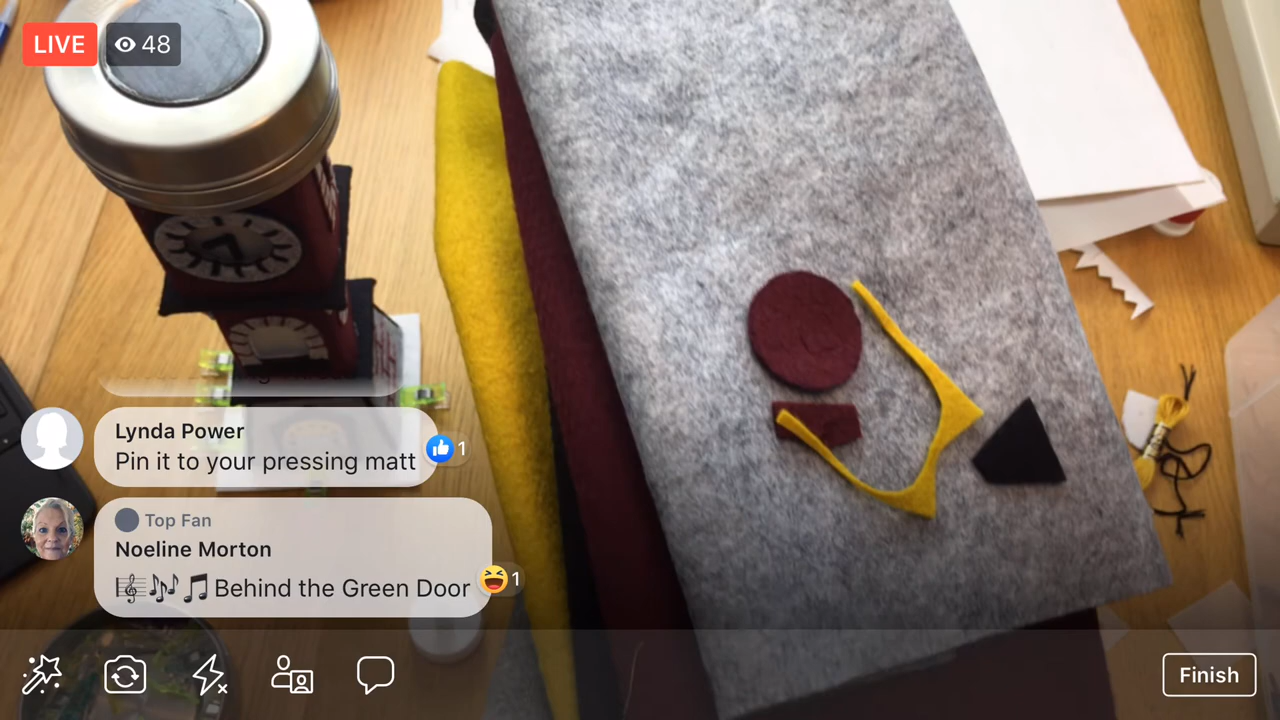 LIVE
48
Lynda Power
Pin it to your pressing matt
1
Top Fan
Noeline Morton
Behind the Green Door
1
Finish